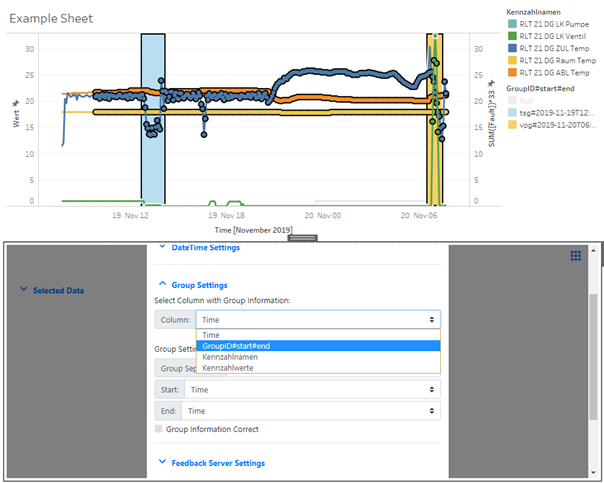 Example Sheet
Kennzahlnamen
RLT 21 DG LK Pumpe
RLT 21 DG LK Ventil
RLT 21 DG ZUL Temp
RLT 21 DG Raum Temp
RLT 21 DG ABL Temp
GroupID#start#end
Null
tsg#2019-11-19T12:..
vpg#2019-11-20T06:..
Wert
30
25
20
15
10
5
0
30
25
20
15
10
5
0
SUM([Fault])*33
19. Nov 12
19. Nov 18
20. Nov 00
20. Nov 06
Time [November 2019]
DateTime Settings
Selected Data
Group Settings
Select Column with Group Information:
Column: Time
Time
GroupID#start#end
Kennzahlnamen
Kennzahlwerte
Group Setti
Group Sep
Start: Time
End: Time
Group Information Correct
Feedback Server Settings